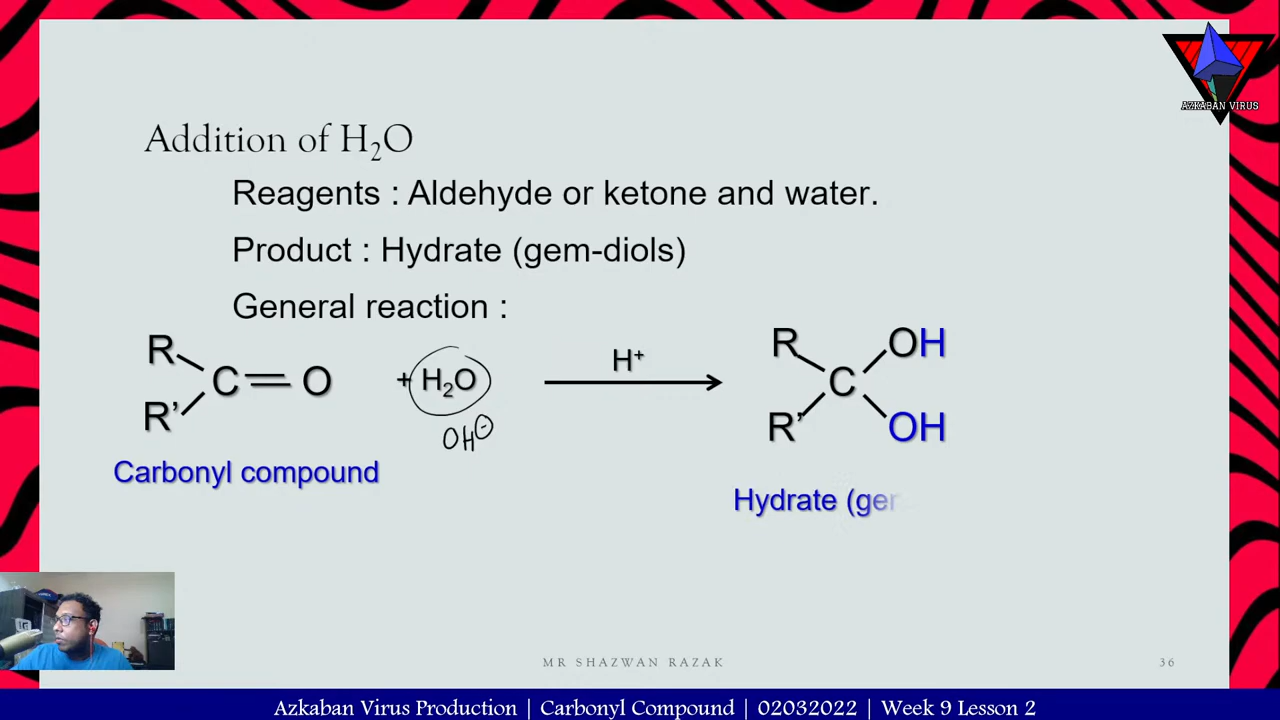 AZKABAN VIRUS
Addition of H₂O
Reagents : Aldehyde or ketone and water.
Product : Hydrate (gem-diols)
General reaction :
R
R'
C = O
+ H₂O
OH⊖
H⁺
R
R'
C
OH
OH
Carbonyl compound
Hydrate (ger
MR SHAZWAN RAZAK
36
Azkaban Virus Production | Carbonyl Compound | 02032022 | Week 9 Lesson 2